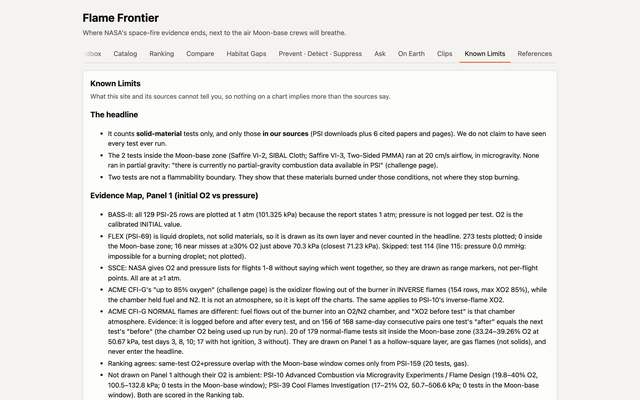 Flame Frontier
Where NASA's space-fire evidence ends, next to the air Moon-base crews will breathe.
Catalog Ranking Compare Habitat Gaps Prevent · Detect · Suppress Ask On Earth Clips Known Limits References
Known Limits
What this site and its sources cannot tell you, so nothing on a chart implies more than the sources say.
The headline
• It counts solid-material tests only, and only those in our sources (PSI downloads plus 6 cited papers and pages). We do not claim to have seen
every test ever run.
• The 2 tests inside the Moon-base zone (Saffire VI-2, SIBAL Cloth; Saffire VI-3, Two-Sided PMMA) ran at 20 cm/s airflow, in microgravity. None
ran in partial gravity: "there is currently no partial-gravity combustion data available in PSI" (challenge page).
• Two tests are not a flammability boundary. They show that these materials burned under those conditions, not where they stop burning.
Evidence Map, Panel 1 (initial O2 vs pressure)
• BASS-II: all 129 PSI-25 rows are plotted at 1 atm (101.325 kPa) because the report states 1 atm; pressure is not logged per test. O2 is the
calibrated INITIAL value.
• FLEX (PSI-69) is liquid droplets, not solid materials, so it is drawn as its own layer and never counted in the headline. 273 tests plotted; 0 inside
the Moon-base zone; 16 near misses at ≥30% O2 just above 70.3 kPa (closest 71.23 kPa). Skipped: test 114 (line 115: pressure 0.0 mmHg:
impossible for a burning droplet; not plotted).
• SSCE: NASA gives O2 and pressure lists for flights 1-8 without saying which went together, so they are drawn as range markers, not per-flight
points. All are at ≥1 atm.
• ACME CFI-G's "up to 85% oxygen" (challenge page) is the oxidizer flowing out of the burner in INVERSE flames (154 rows, max XO2 85%), while
the chamber held fuel and N2. It is not an atmosphere, so it is kept off the charts. The same applies to PSI-10's inverse-flame XO2.
• ACME CFI-G NORMAL flames are different: fuel flows out of the burner into an O2/N2 chamber, and "XO2 before test" is that chamber
atmosphere. Evidence: it is logged before and after every test, and on 156 of 168 same-day consecutive pairs one test's "after" equals the next
test's "before" (the chamber O2 being used up run by run). 20 of 179 normal-flame tests sit inside the Moon-base zone (33.24–39.26% O2 at
50.67 kPa, test days 3, 8, 10; 17 with hot ignition, 3 without). They are drawn on Panel 1 as a hollow-square layer, are gas flames (not solids), and
never enter the headline.
• Ranking agrees: same-test O2+pressure overlap with the Moon-base window comes only from PSI-159 (20 tests, gas).
• Not drawn on Panel 1 although their O2 is ambient: PSI-10 Advanced Combustion via Microgravity Experiments / Flame Design (19.8–40% O2,
100.5–132.8 kPa; 0 tests in the Moon-base window); PSI-39 Cool Flames Investigation (17–21% O2, 50.7–506.6 kPa; 0 tests in the Moon-base
window). Both are scored in the Ranking tab.